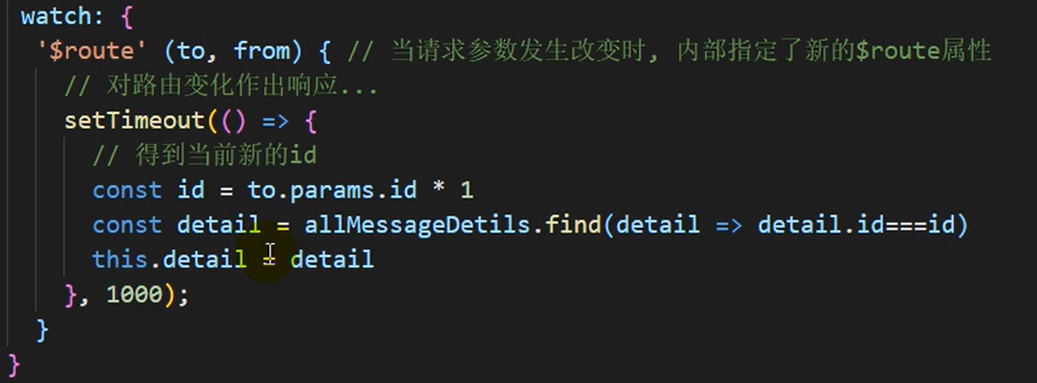 watch: {
'$route' (to, from) { // 当请求参数发生改变时, 内部指定了新的$route属性
// 对路由变化作出响应...
setTimeout(() => {
// 得到当前新的id
const id = to.params.id * 1
const detail = allMessageDetils.find(detail => detail.id===id)
this.detail = detail
}, 1000);
}
}